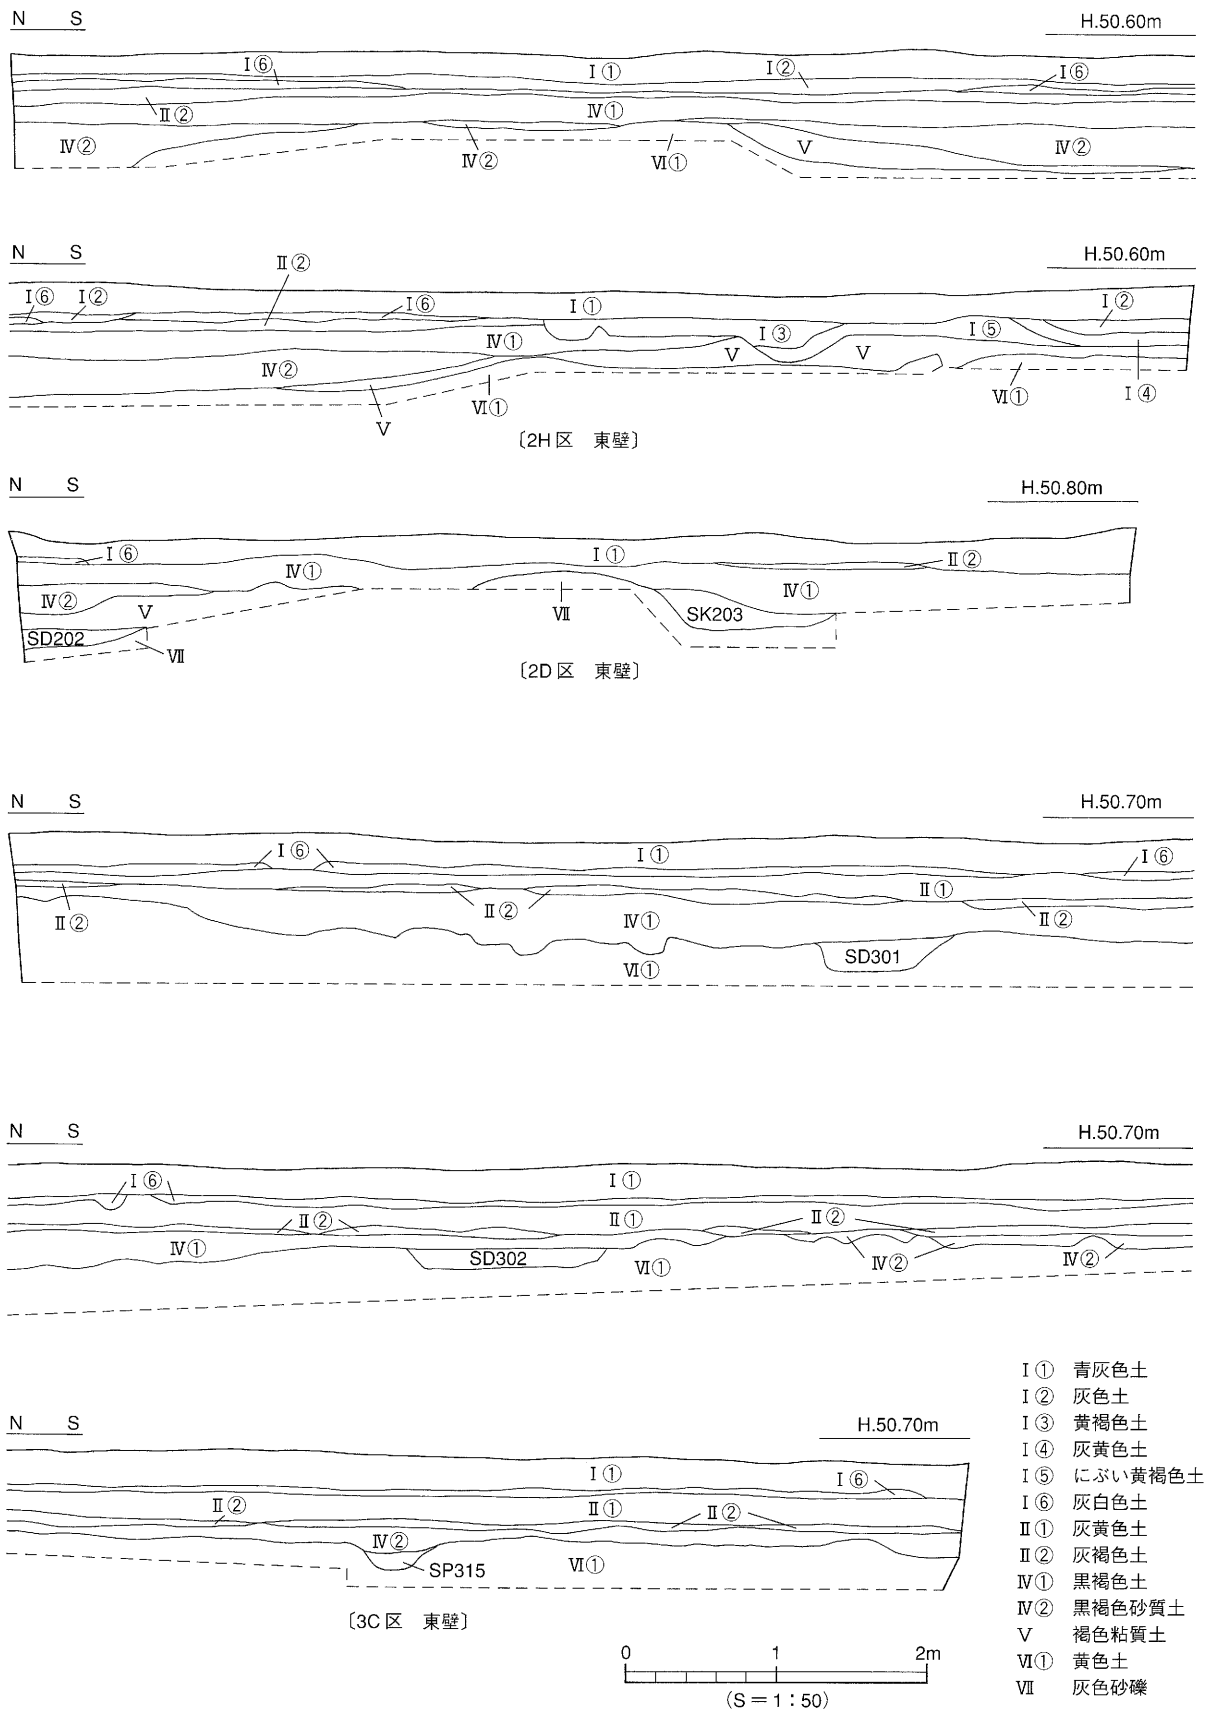 N S H.50.60m
Ⅰ⑥ Ⅰ① Ⅰ② Ⅰ⑥
Ⅱ② Ⅳ①
Ⅳ② Ⅳ② Ⅵ① Ⅴ Ⅳ②
N S H.50.60m
Ⅱ②
Ⅰ⑥ Ⅰ② Ⅰ⑥ Ⅰ① Ⅰ②
Ⅳ① Ⅰ③ Ⅰ⑤
Ⅳ② Ⅴ Ⅴ
Ⅴ Ⅵ① Ⅵ① Ⅰ④
〔2H区 東壁〕
N S H.50.80m
Ⅰ⑥ Ⅰ① Ⅱ②
Ⅳ① Ⅳ①
Ⅳ② Ⅴ Ⅶ SK203
SD202 Ⅶ
〔2D区 東壁〕
N S H.50.70m
Ⅰ⑥ Ⅰ① Ⅰ⑥
Ⅱ① 
Ⅱ② Ⅱ② Ⅳ① Ⅱ②
Ⅵ① SD301
N S H.50.70m
Ⅰ⑥ Ⅰ①
Ⅱ② Ⅱ① Ⅱ②
Ⅳ① SD302 Ⅵ① Ⅳ② Ⅳ②
N S H.50.70m
Ⅰ① Ⅰ⑥
Ⅱ② Ⅱ① Ⅱ②
Ⅳ②
SP315 Ⅵ①
〔3C区 東壁〕
Ⅰ① 青灰色土
Ⅰ② 灰色土
Ⅰ③ 黄褐色土
Ⅰ④ 灰黄色土
Ⅰ⑤ にぶい黄褐色土
Ⅰ⑥ 灰白色土
Ⅱ① 灰黄色土
Ⅱ② 灰褐色土
Ⅳ① 黒褐色土
Ⅳ② 黒褐色砂質土
Ⅴ 褐色粘質土
Ⅵ① 黄色土
Ⅶ 灰色砂礫
0 1 2m
(S＝1：50)